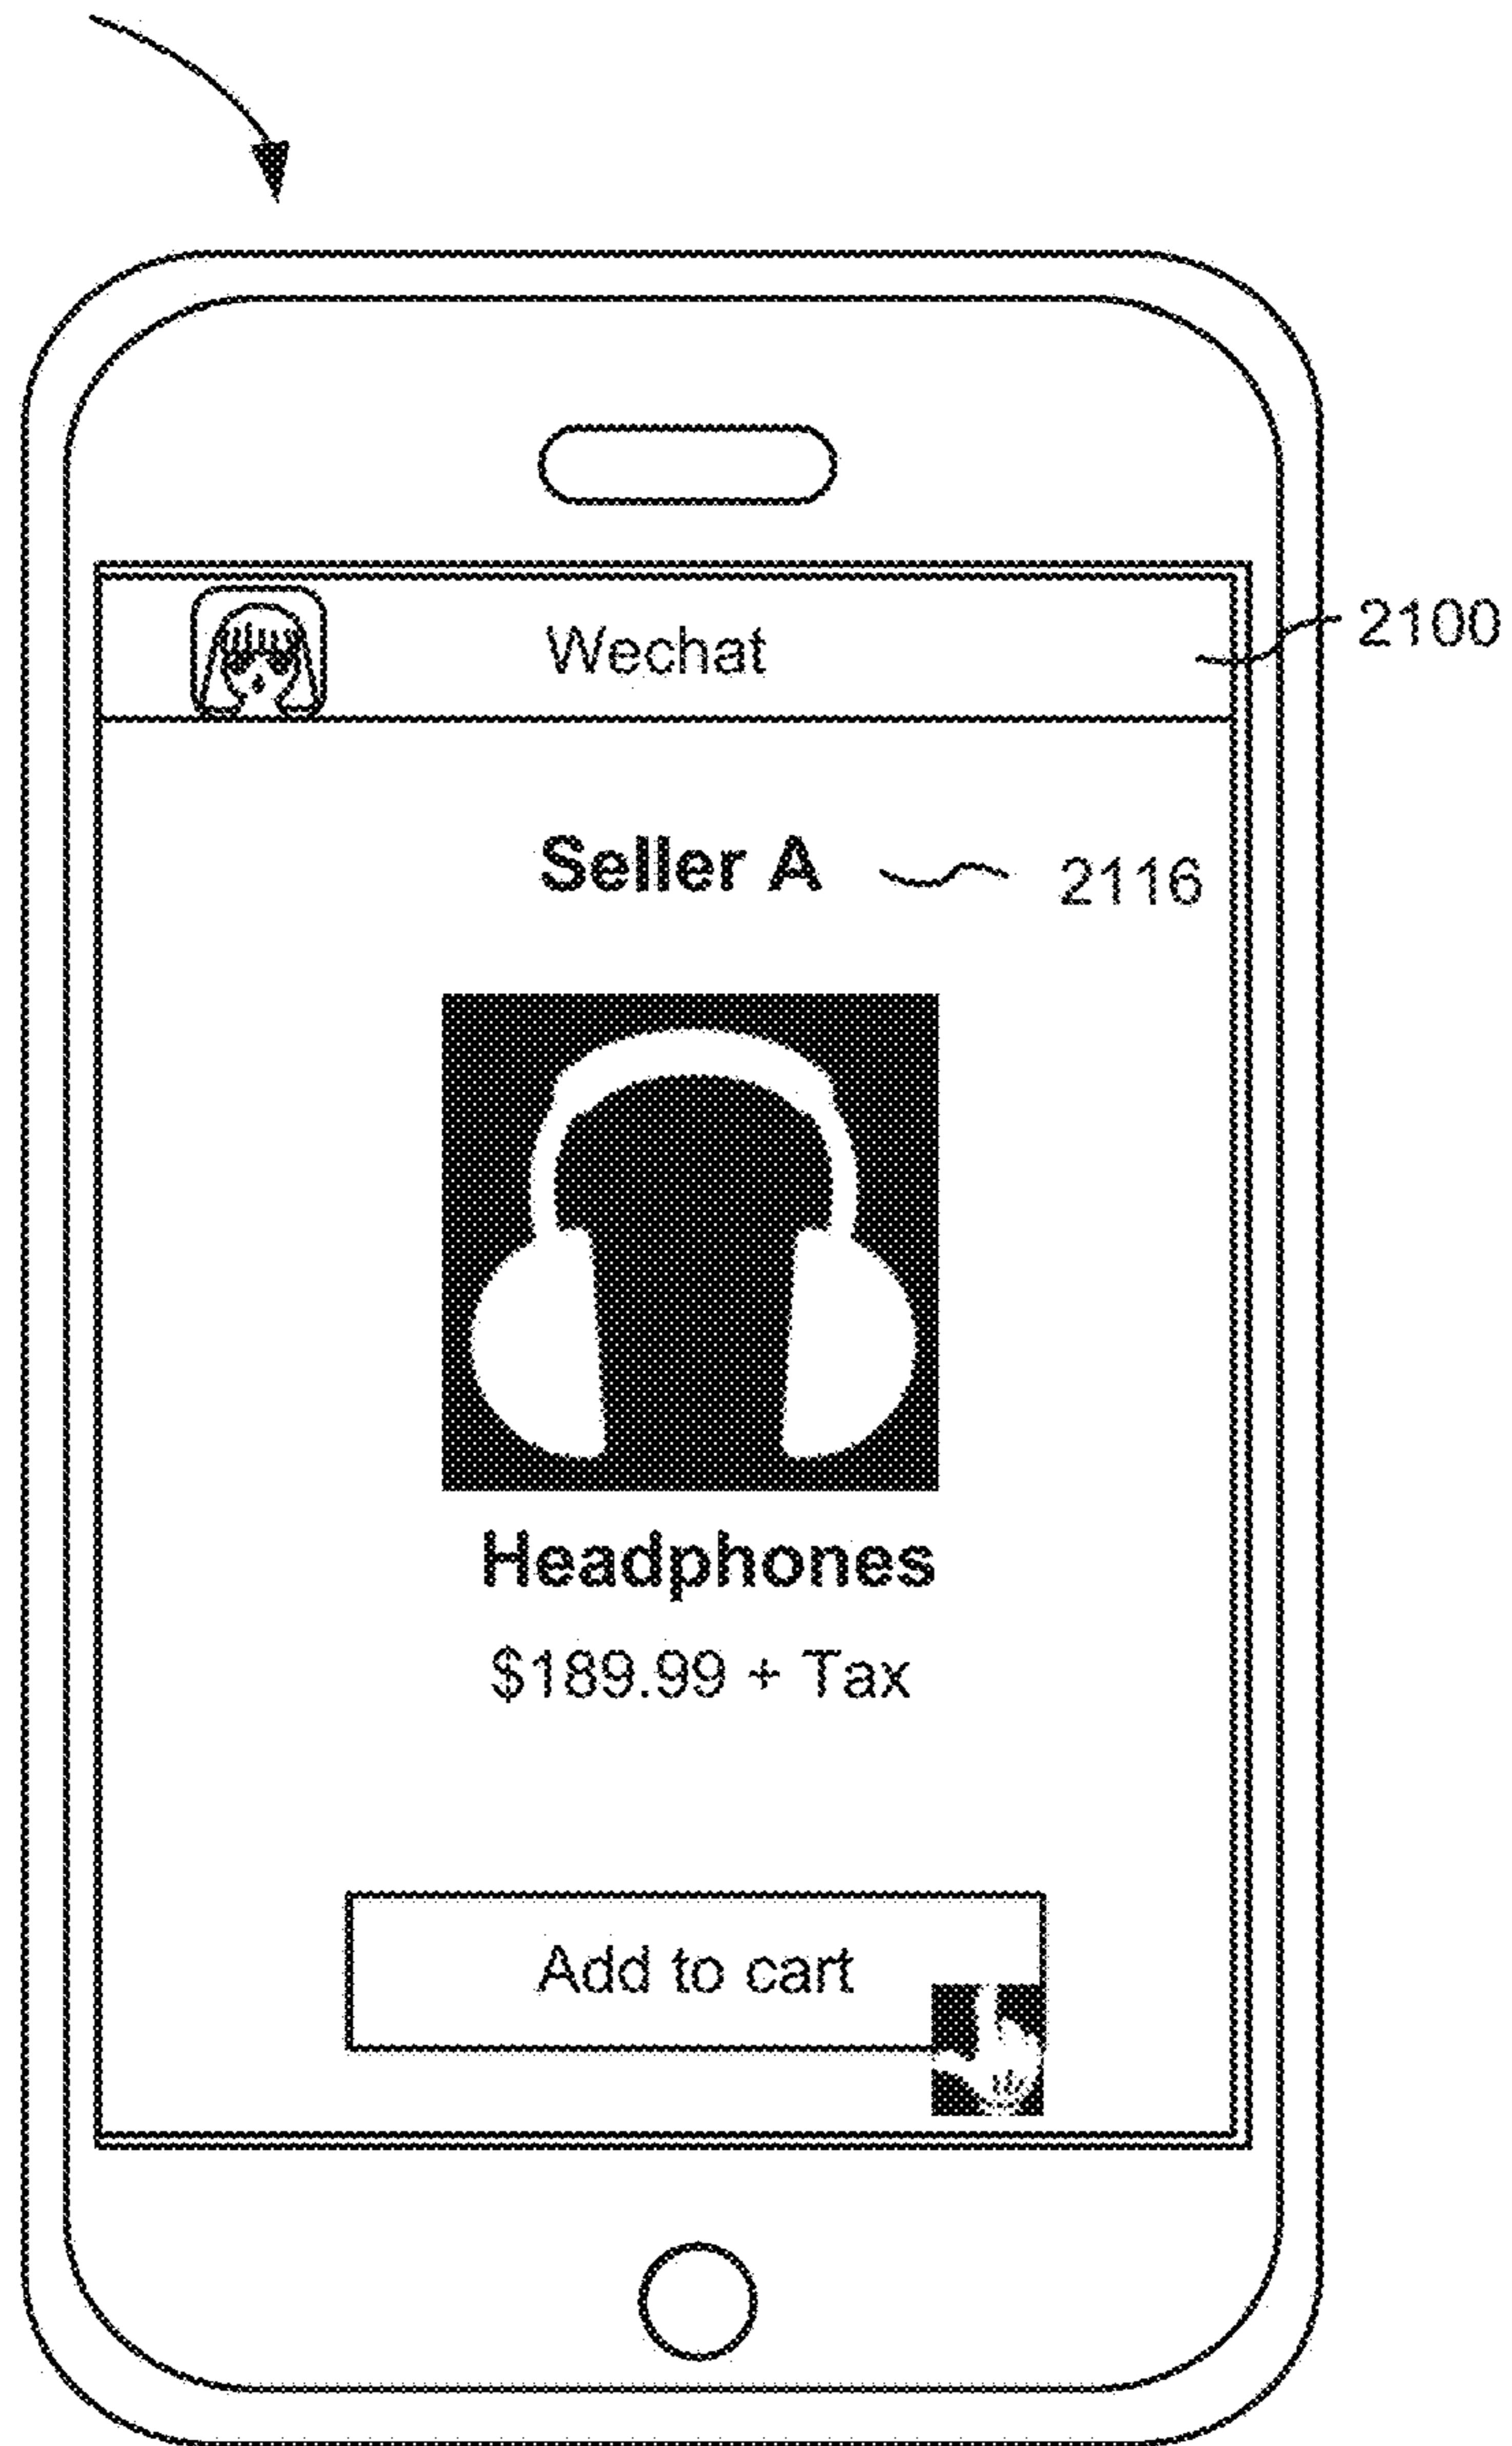 Wechat
2100
Seller A
2116
Headphones
$189.99 + Tax
Add to cart